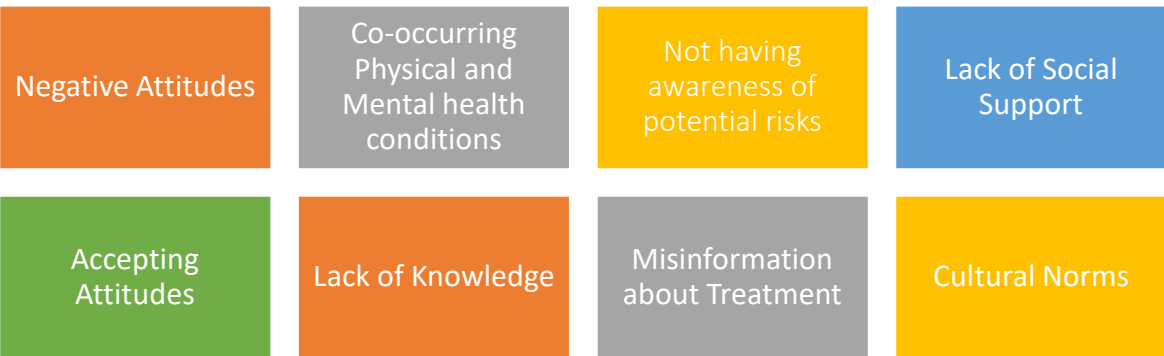 Negative Attitudes
Co-occurring
Physical and
Mental health
conditions
Not having
awareness of
potential risks
Lack of Social
Support
Accepting
Attitudes
Lack of Knowledge
Misinformation
about Treatment
Cultural Norms